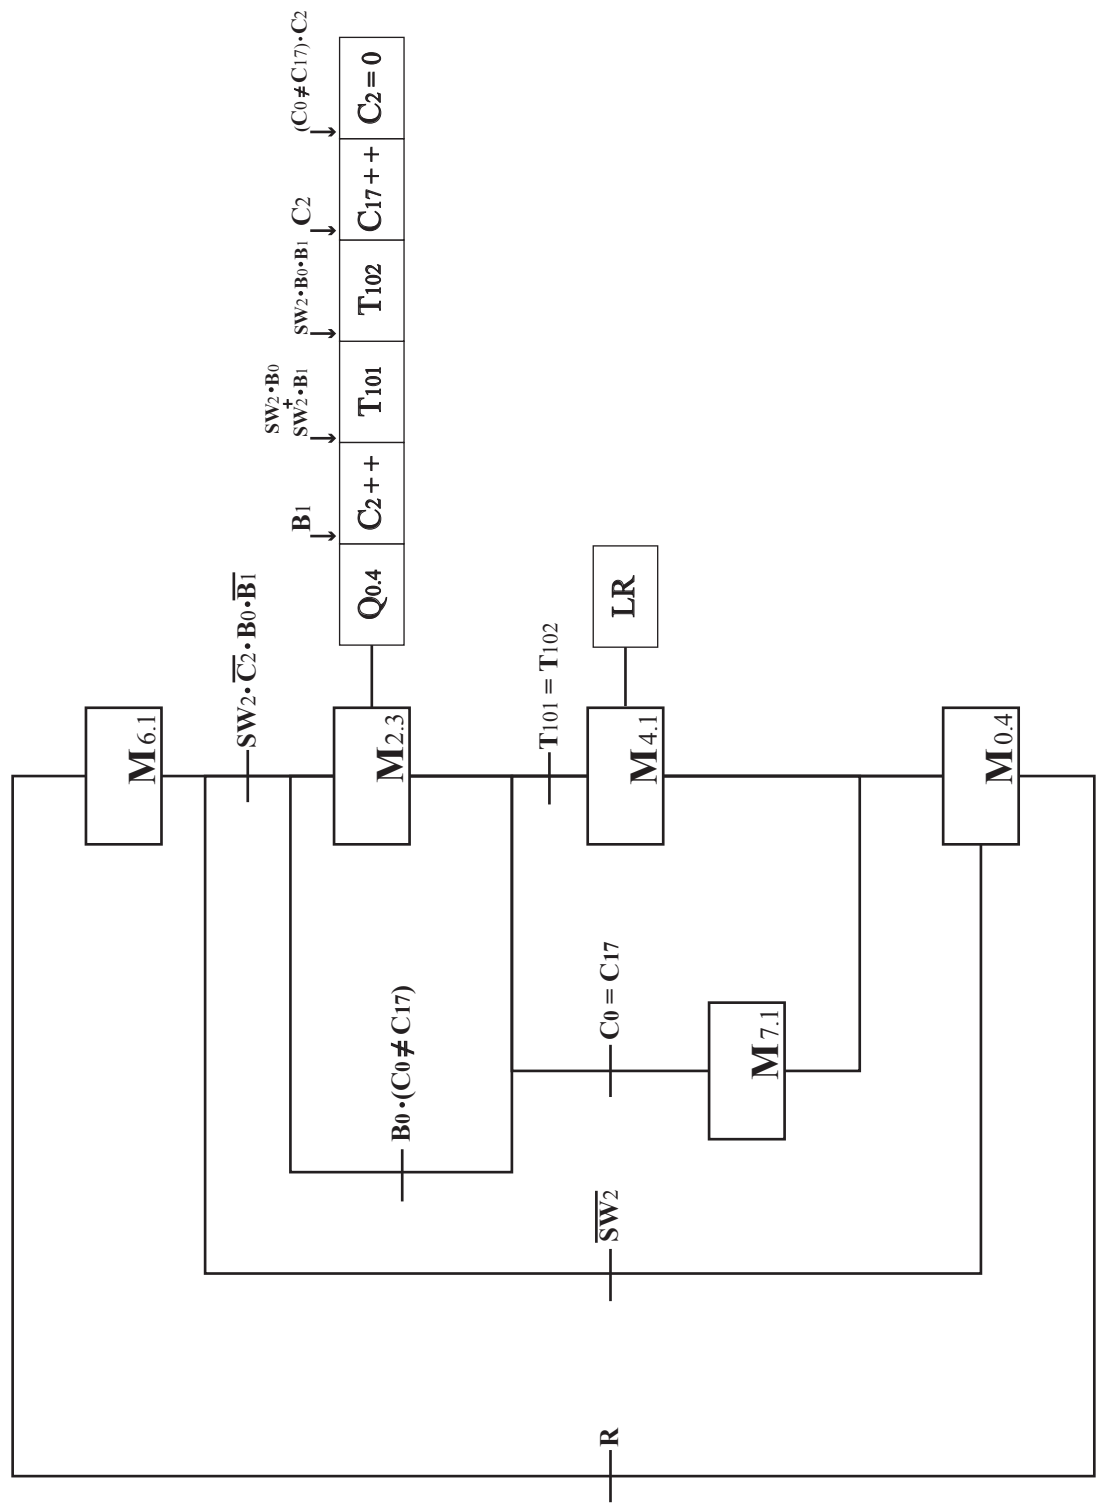 M6.1
SW2·C̅2·B0·B̅1
M2.3
Q0.4
B1
C2++
SW2·B0
+
SW2·B1
T101
SW2·B0·B1
T102
C2
C17++
(C0≠C17)·C2
C2=0
B0·(C0≠C17)
T101 = T102
M4.1
LR
C0 = C17
M7.1
M0.4
S̅W̅2
R